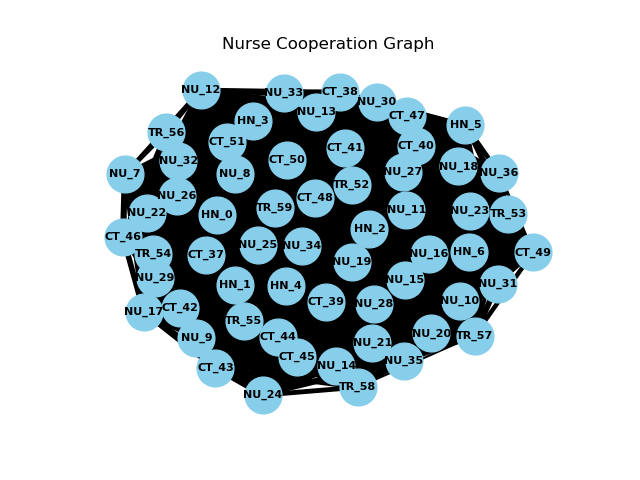 Nurse Cooperation Graph
NU_12
NU_33
CT_38
NU_30
NU_13
CT_47
HN_3
HN_5
TR_56
CT_51
CT_41
CT_40
NU_32
CT_50
NU_18
NU_7
NU_8
NU_27
NU_36
TR_52
NU_26
CT_48
NU_22
HN_0
TR_59
NU_11
NU_23
TR_53
HN_2
CT_46
NU_25
NU_34
TR_54
CT_37
NU_16
HN_6
CT_49
NU_19
NU_29
HN_1
HN_4
NU_15
NU_31
NU_17
CT_42
CT_39
NU_28
NU_10
TR_55
NU_9
CT_44
NU_20
TR_57
NU_21
CT_45
CT_43
NU_14
NU_35
TR_58
NU_24